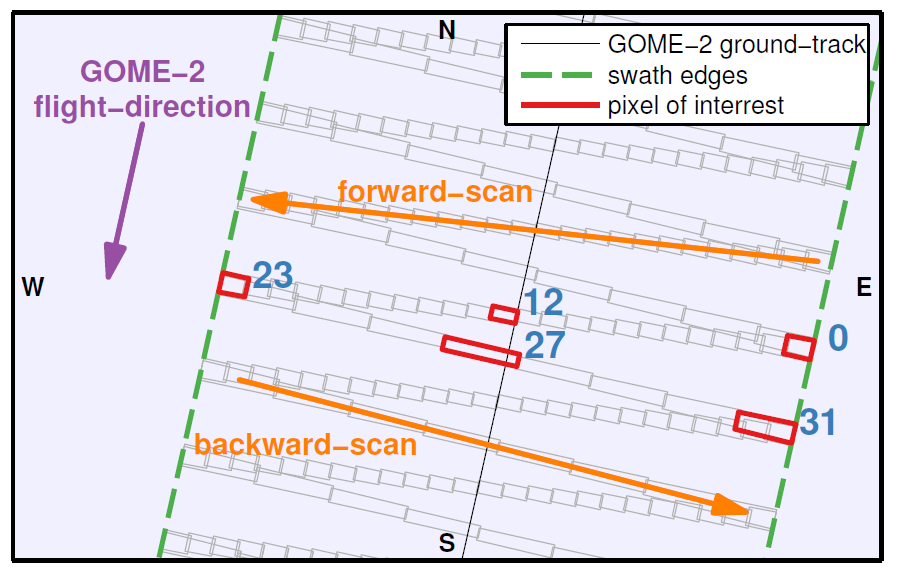 N
GOME−2 ground−track
swath edges
pixel of interrest
GOME−2
flight−direction
forward−scan
W
E
23
12
0
27
31
backward−scan
S